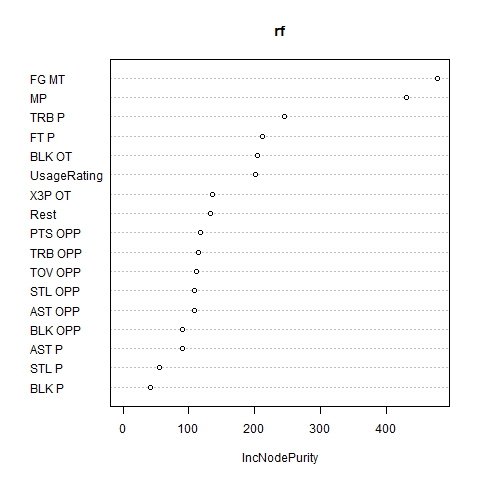 rf
FG MT
MP
TRB P
FT P
BLK OT
UsageRating
X3P OT
Rest
PTS OPP
TRB OPP
TOV OPP
STL OPP
AST OPP
BLK OPP
AST P
STL P
BLK P
0 100 200 300 400
IncNodePurity